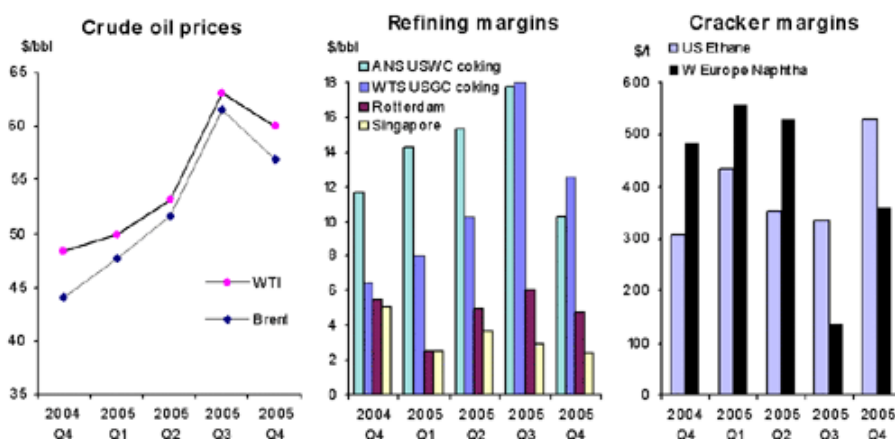 Crude oil prices
$/bbl
65
60
55
50
45
40
35
WTI
Brent
2004 2005 2005 2005 2005
Q4 Q1 Q2 Q3 Q4
Refining margins
$/bbl
ANS USWC coking
WTS USGC coking
Rotterdam
Singapore
18
16
14
12
10
8
6
4
2
0
2004 2005 2005 2005 2005
Q4 Q1 Q2 Q3 Q4
Cracker margins
$/t
US Ethane
W Europe Naphtha
600
500
400
300
200
100
0
2004 2005 2005 2005 2005
Q4 Q1 Q2 Q3 Q4